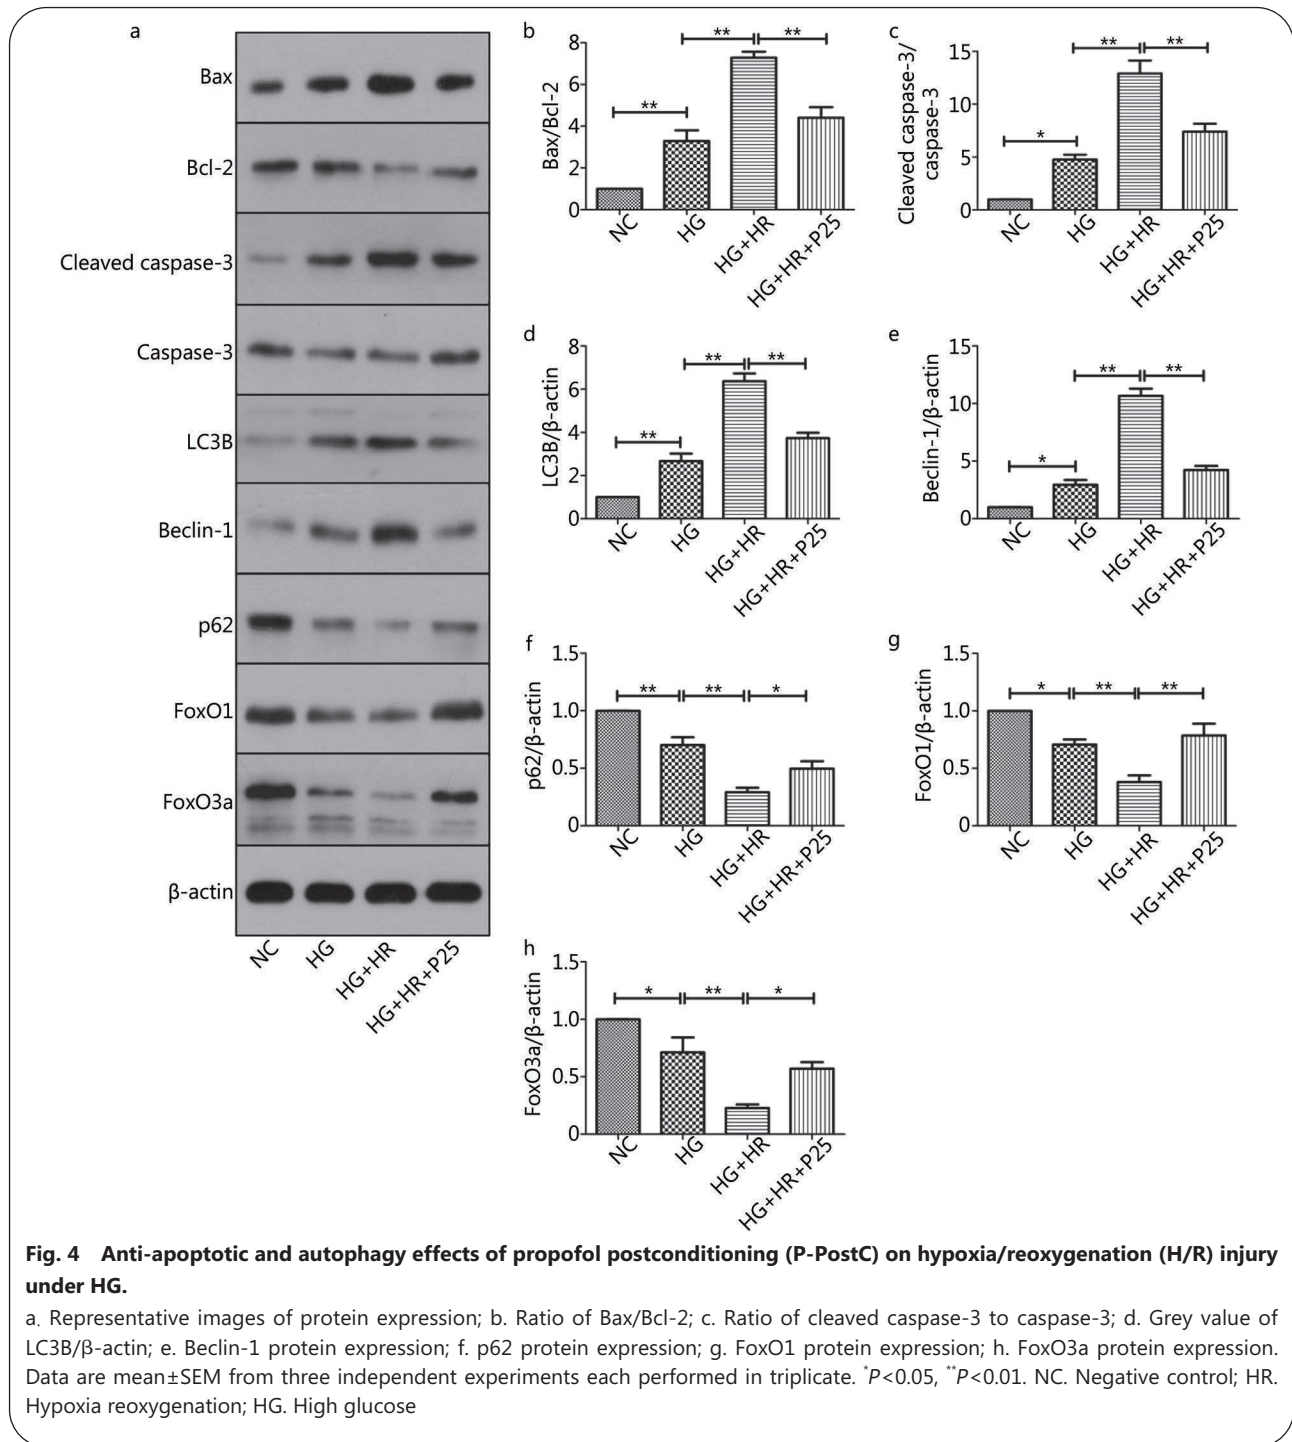 a
Bax
Bcl-2
Cleaved caspase-3
Caspase-3
LC3B
Beclin-1
p62
FoxO1
FoxO3a
β-actin
NC
HG
HG+HR
HG+HR+P25
b
Bax/Bcl-2
8
6
4
2
0
**
**
**
NC
HG
HG+HR
HG+HR+P25
c
Cleaved caspase-3/
caspase-3
15
10
5
0
*
**
**
NC
HG
HG+HR
HG+HR+P25
d
LC3B/β-actin
8
6
4
2
0
**
**
**
NC
HG
HG+HR
HG+HR+P25
e
Beclin-1/β-actin
15
10
5
0
*
**
**
NC
HG
HG+HR
HG+HR+P25
f
p62/β-actin
1.5
1.0
0.5
0
**
**
*
NC
HG
HG+HR
HG+HR+P25
g
FoxO1/β-actin
1.5
1.0
0.5
0
*
**
**
NC
HG
HG+HR
HG+HR+P25
h
FoxO3a/β-actin
1.5
1.0
0.5
0
*
**
*
NC
HG
HG+HR
HG+HR+P25
Fig. 4 Anti-apoptotic and autophagy effects of propofol postconditioning (P-PostC) on hypoxia/reoxygenation (H/R) injury
under HG.
a. Representative images of protein expression; b. Ratio of Bax/Bcl-2; c. Ratio of cleaved caspase-3 to caspase-3; d. Grey value of
LC3B/β-actin; e. Beclin-1 protein expression; f. p62 protein expression; g. FoxO1 protein expression; h. FoxO3a protein expression.
Data are mean±SEM from three independent experiments each performed in triplicate. *P<0.05, **P<0.01. NC. Negative control; HR.
Hypoxia reoxygenation; HG. High glucose